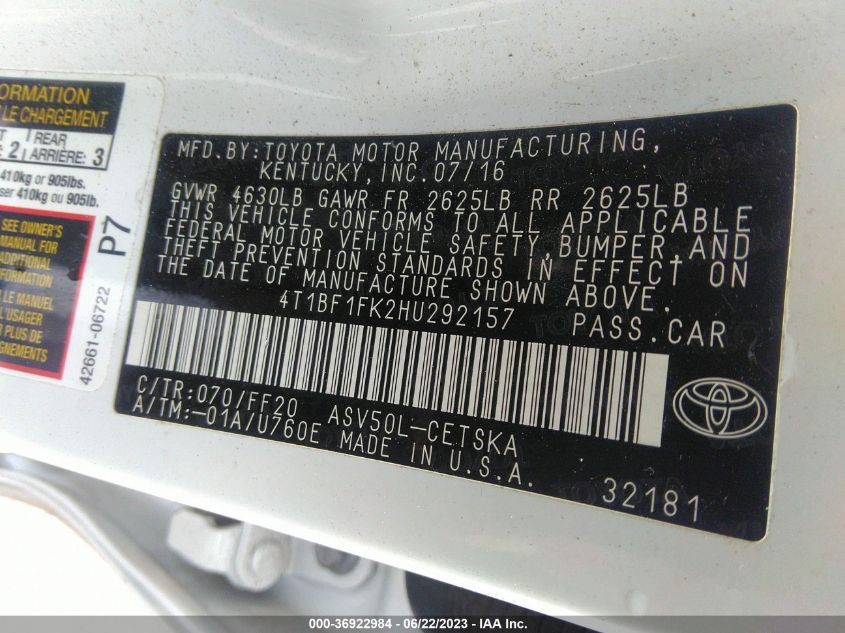 ORMATION
LE CHARGEMENT
2 REAR
ARRIÈRE: 3
410kg or 905lbs.
ser 410kg ou 905lb.
SEE OWNER'S
MANUAL FOR
ADDITIONAL
INFORMATION
LE MANUEL
L'USAGER
PLUS
GNEMENTS
P7
42661-06722
MFD.BY:TOYOTA MOTOR MANUFACTURING,
KENTUCKY,INC.07/16
GVWR 4630LB GAWR FR 2625LB RR 2625LB
THIS VEHICLE CONFORMS TO ALL APPLICABLE
FEDERAL MOTOR VEHICLE SAFETY,BUMPER,AND
THEFT PREVENTION STANDARDS IN EFFECT ON
THE DATE OF MANUFACTURE SHOWN ABOVE.
4T1BF1FK2HU292157 PASS.CAR
C/TR:070/FF20 ASV50L-CETSKA
A/TM:-01A/U760E MADE IN U.S.A.
32181
000-36922984 - 06/22/2023 - IAA Inc.